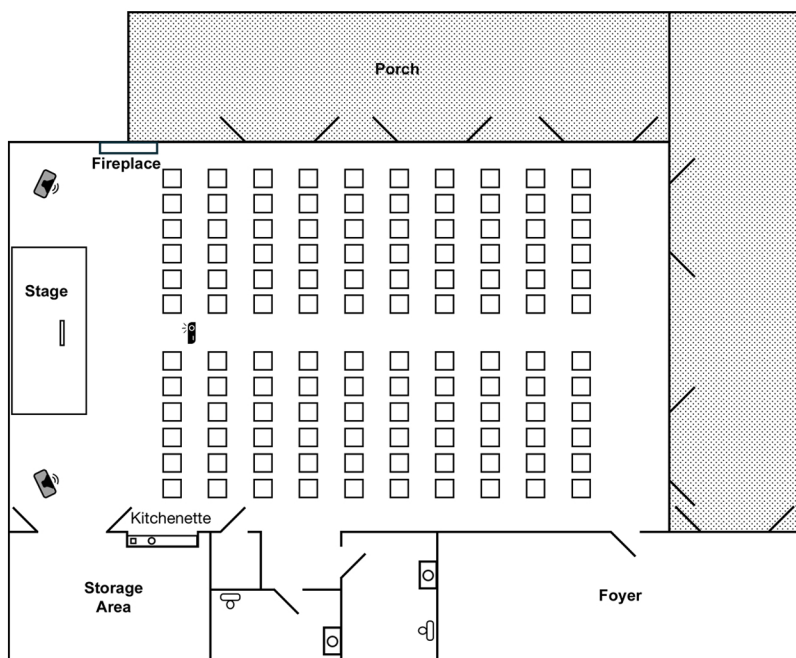 Porch
Fireplace
Stage
Kitchenette
Storage
Area
Foyer